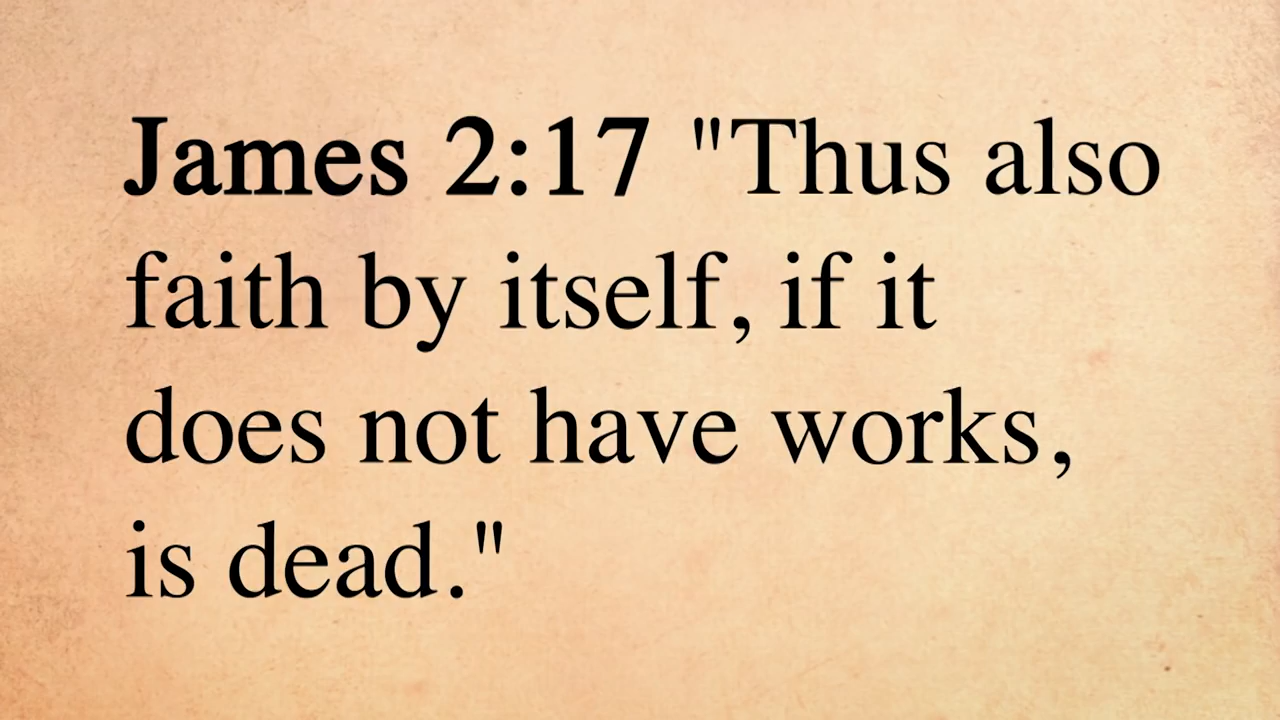 James 2:17 "Thus also
faith by itself, if it
does not have works,
is dead."